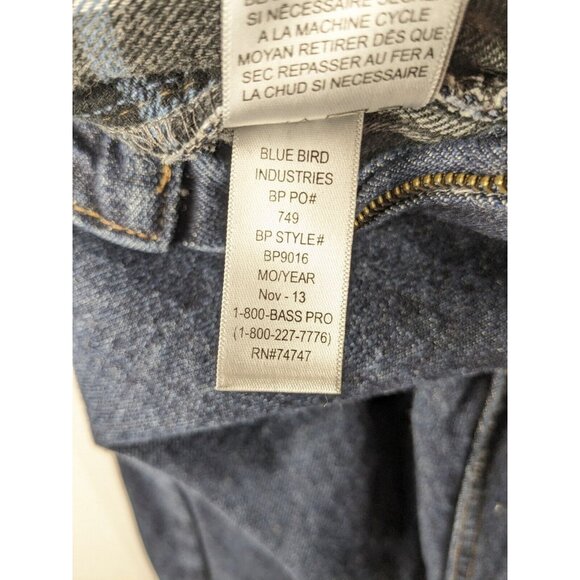 SI NÉCESSAIRE
A LA MACHINE CYCLE
MOYAN RETIRER DÉS QUE
SEC REPASSER AU FER A
LA CHUD SI NECESSAIRE
BLUE BIRD
INDUSTRIES
BP PO#
749
BP STYLE#
BP9016
MO/YEAR
Nov - 13
1-800-BASS PRO
(1-800-227-7776)
RN#74747